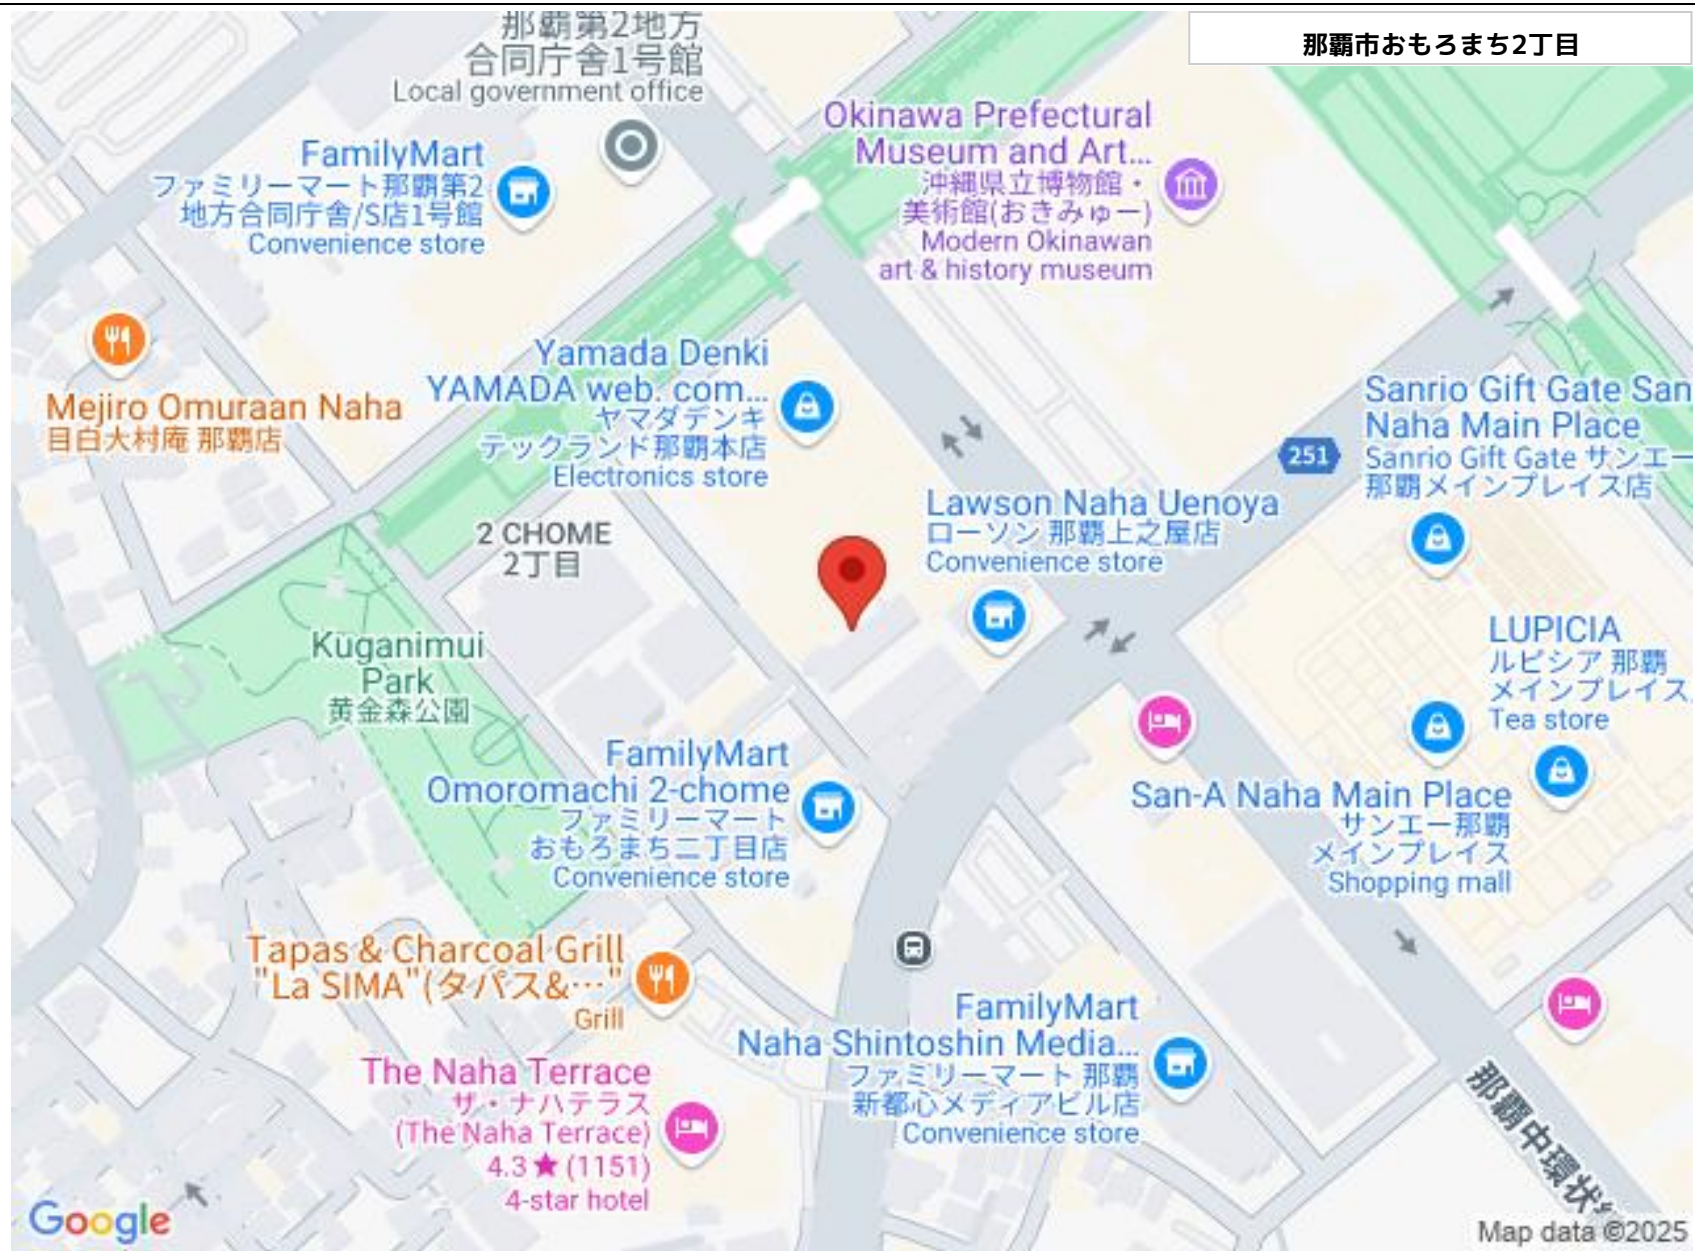 那覇市おもろまち2丁目
那覇第2地方
合同庁舎1号館
Local government office
FamilyMart
ファミリーマート那覇第2
地方合同庁舎/S店1号館
Convenience store
Okinawa Prefectural
Museum and Art...
沖縄県立博物館・
美術館(おきみゅー)
Modern Okinawan
art & history museum
Mejiro Omuraan Naha
目白大村庵 那覇店
Yamada Denki
YAMADA web. com...
ヤマダデンキ
テックランド那覇本店
Electronics store
251
Sanrio Gift Gate San
Naha Main Place
Sanrio Gift Gate サンエー
那覇メインプレイス店
Lawson Naha Uenoya
ローソン 那覇上之屋店
Convenience store
2 CHOME
2丁目
Kuganimui
Park
黄金森公園
LUPICIA
ルピシア 那覇
メインプレイス
Tea store
FamilyMart
Omoromachi 2-chome
ファミリーマート
おもろまち二丁目店
Convenience store
San-A Naha Main Place
サンエー那覇
メインプレイス
Shopping mall
Tapas & Charcoal Grill
"La SIMA"(タパス&…"
Grill
FamilyMart
Naha Shintoshin Media...
ファミリーマート 那覇
新都心メディアビル店
Convenience store
The Naha Terrace
ザ・ナハテラス
(The Naha Terrace)
4.3★(1151)
4-star hotel
那覇中環状
Google
Map data ©2025